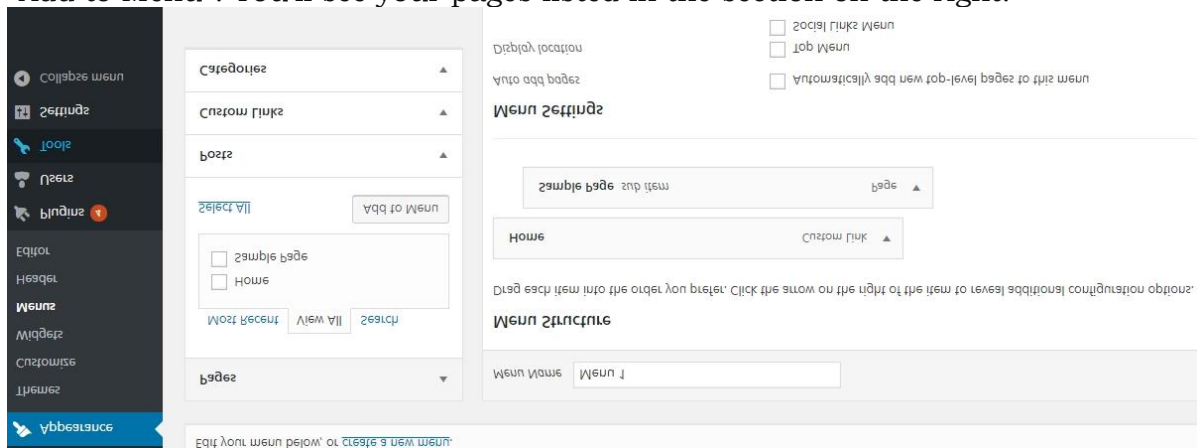 Add to Menu". You'll see your pages listed in the section on the right.
Appearance
Themes
Customize
Widgets
Menus
Header
Editor
Plugins 4
Users
Tools
Settings
Collapse menu
Edit your menu below, or create a new menu.
Pages
Most Recent View All Search
Home
Sample Page
Select All Add to Menu
Posts
Custom Links
Categories
Menu Name Menu 1
Menu Structure
Drag each item into the order you prefer. Click the arrow on the right of the item to reveal additional configuration options.
Home Custom Link
Sample Page sub item Page
Menu Settings
Auto add pages Automatically add new top-level pages to this menu
Display location Top Menu
Social Links Menu